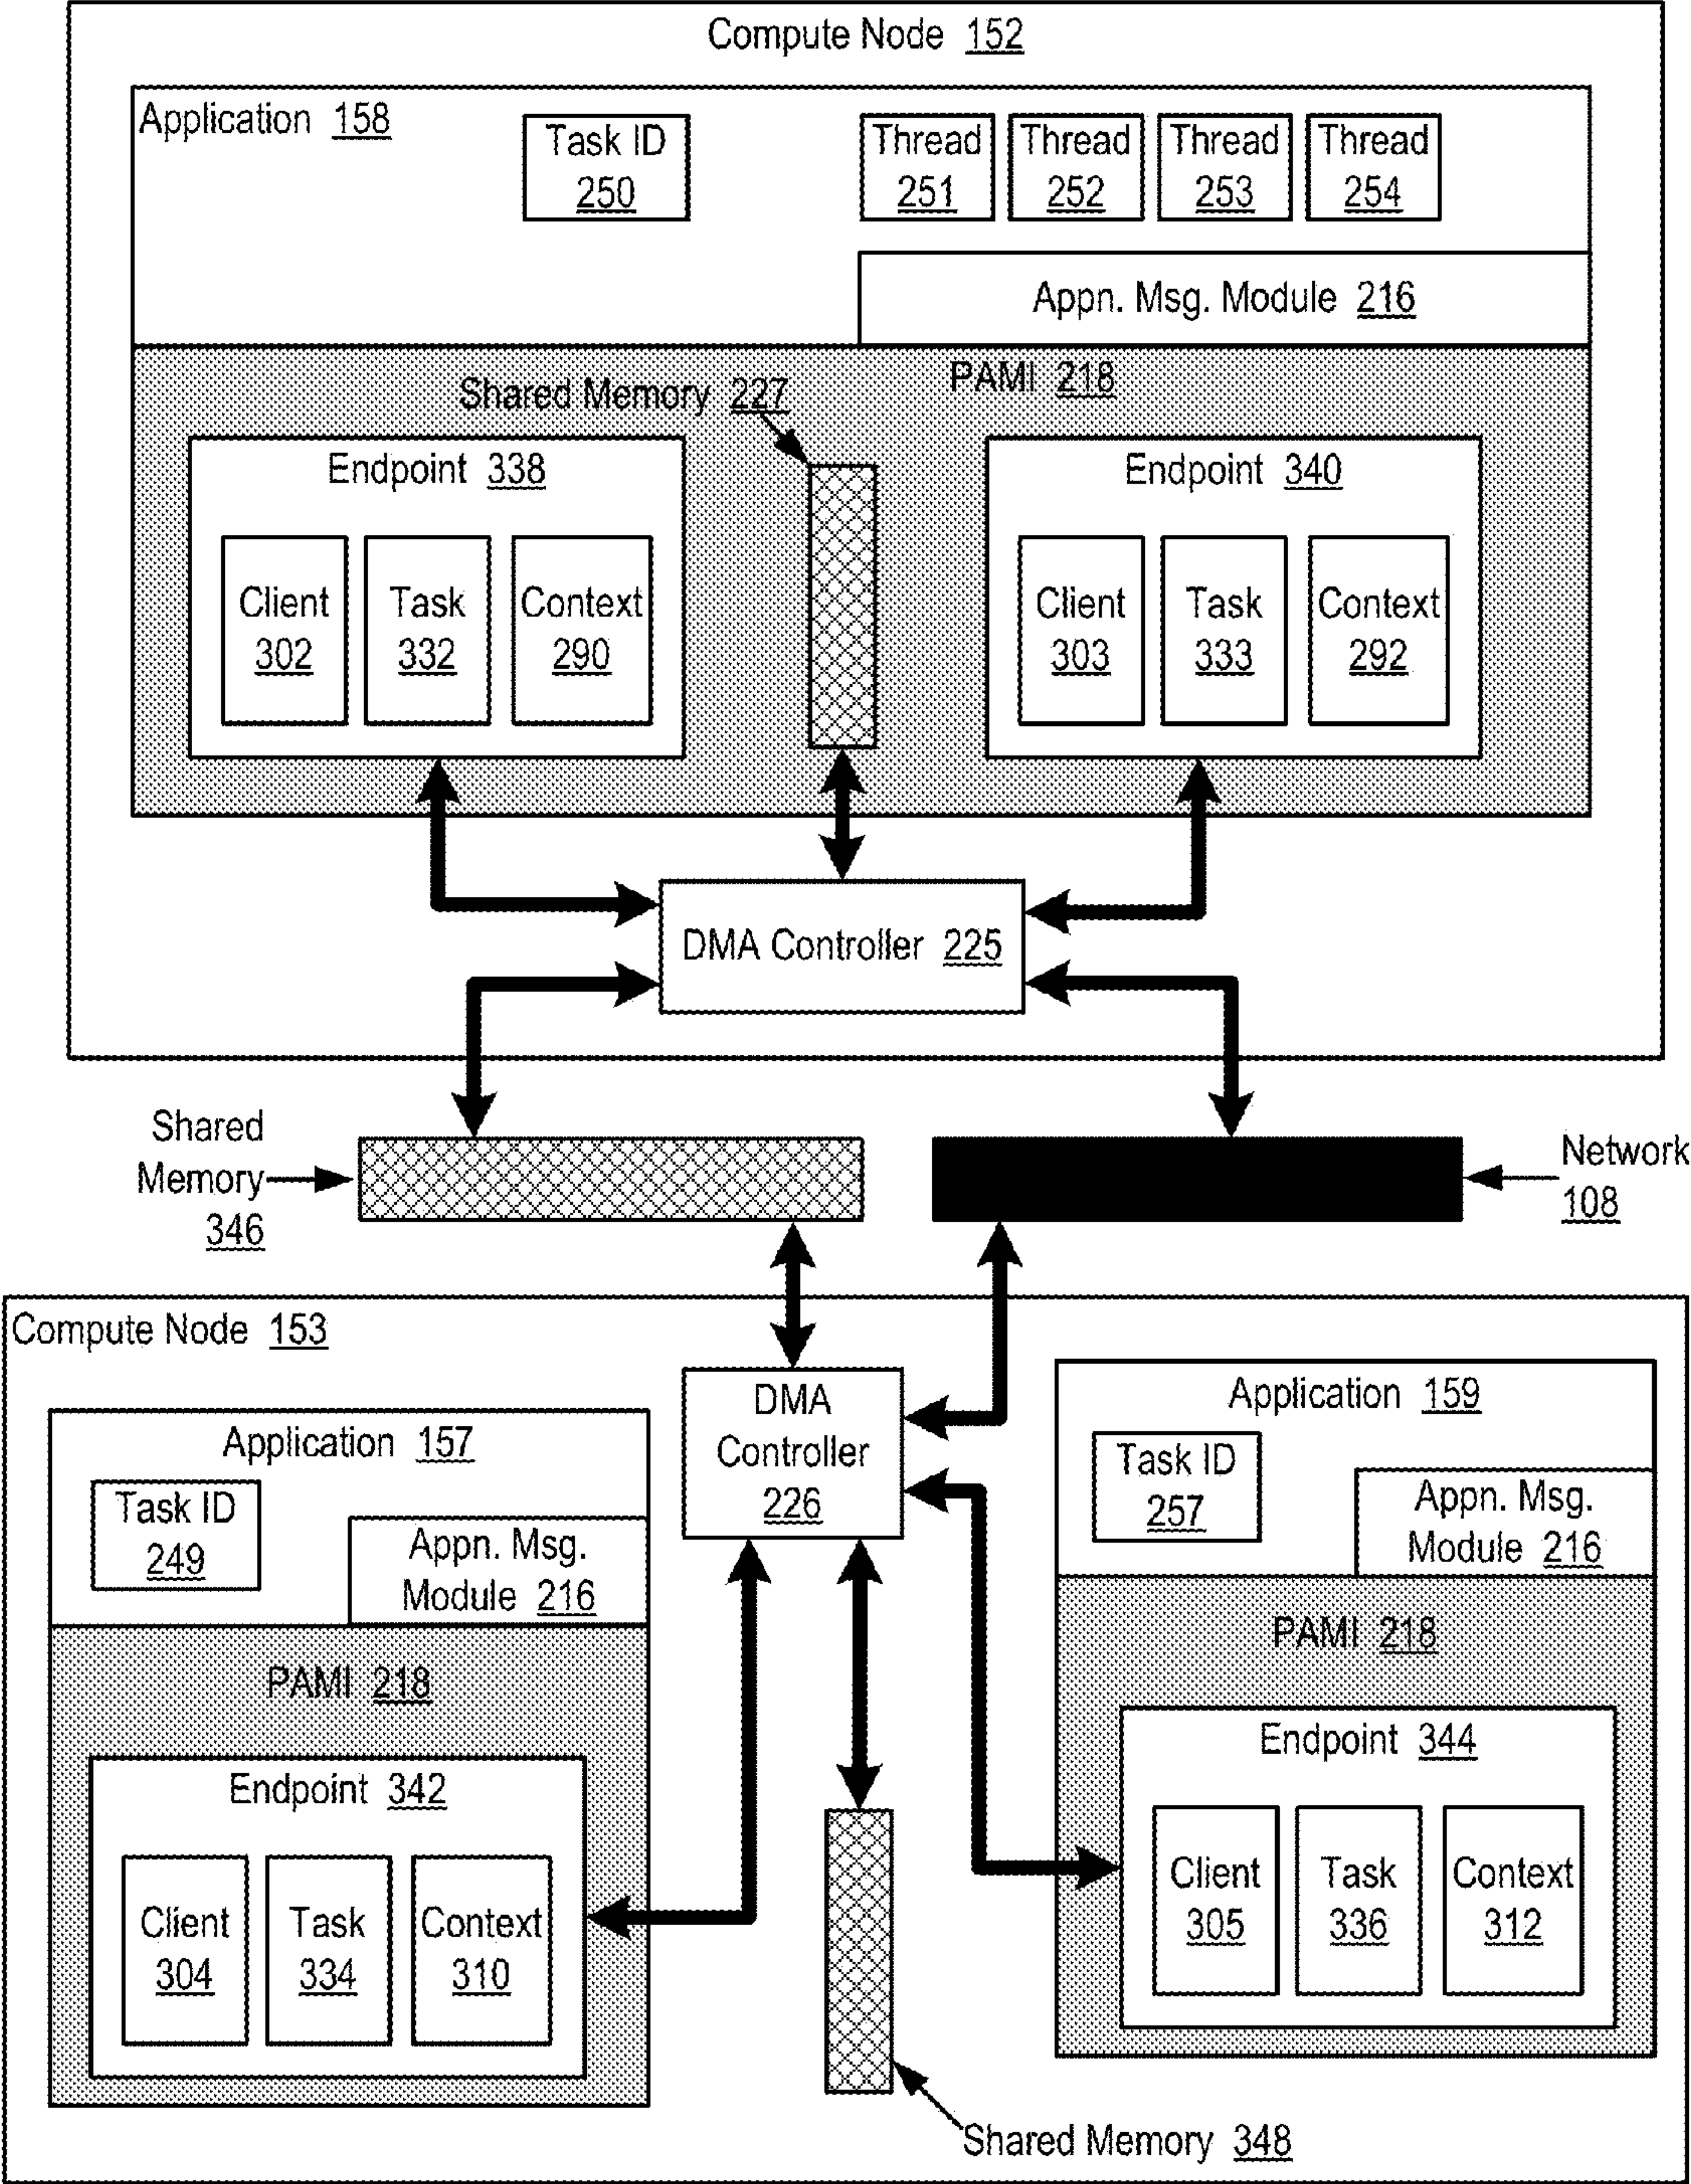 Compute Node 152
Application 158
Task ID
250
Thread
251
Thread
252
Thread
253
Thread
254
Appn. Msg. Module 216
PAMI 218
Shared Memory 227
Endpoint 338
Client
302
Task
332
Context
290
Endpoint 340
Client
303
Task
333
Context
292
DMA Controller 225
Shared
Memory
346
Network
108
Compute Node 153
DMA
Controller
226
Application 157
Task ID
249
Appn. Msg.
Module 216
PAMI 218
Endpoint 342
Client
304
Task
334
Context
310
Application 159
Task ID
257
Appn. Msg.
Module 216
PAMI 218
Endpoint 344
Client
305
Task
336
Context
312
Shared Memory 348